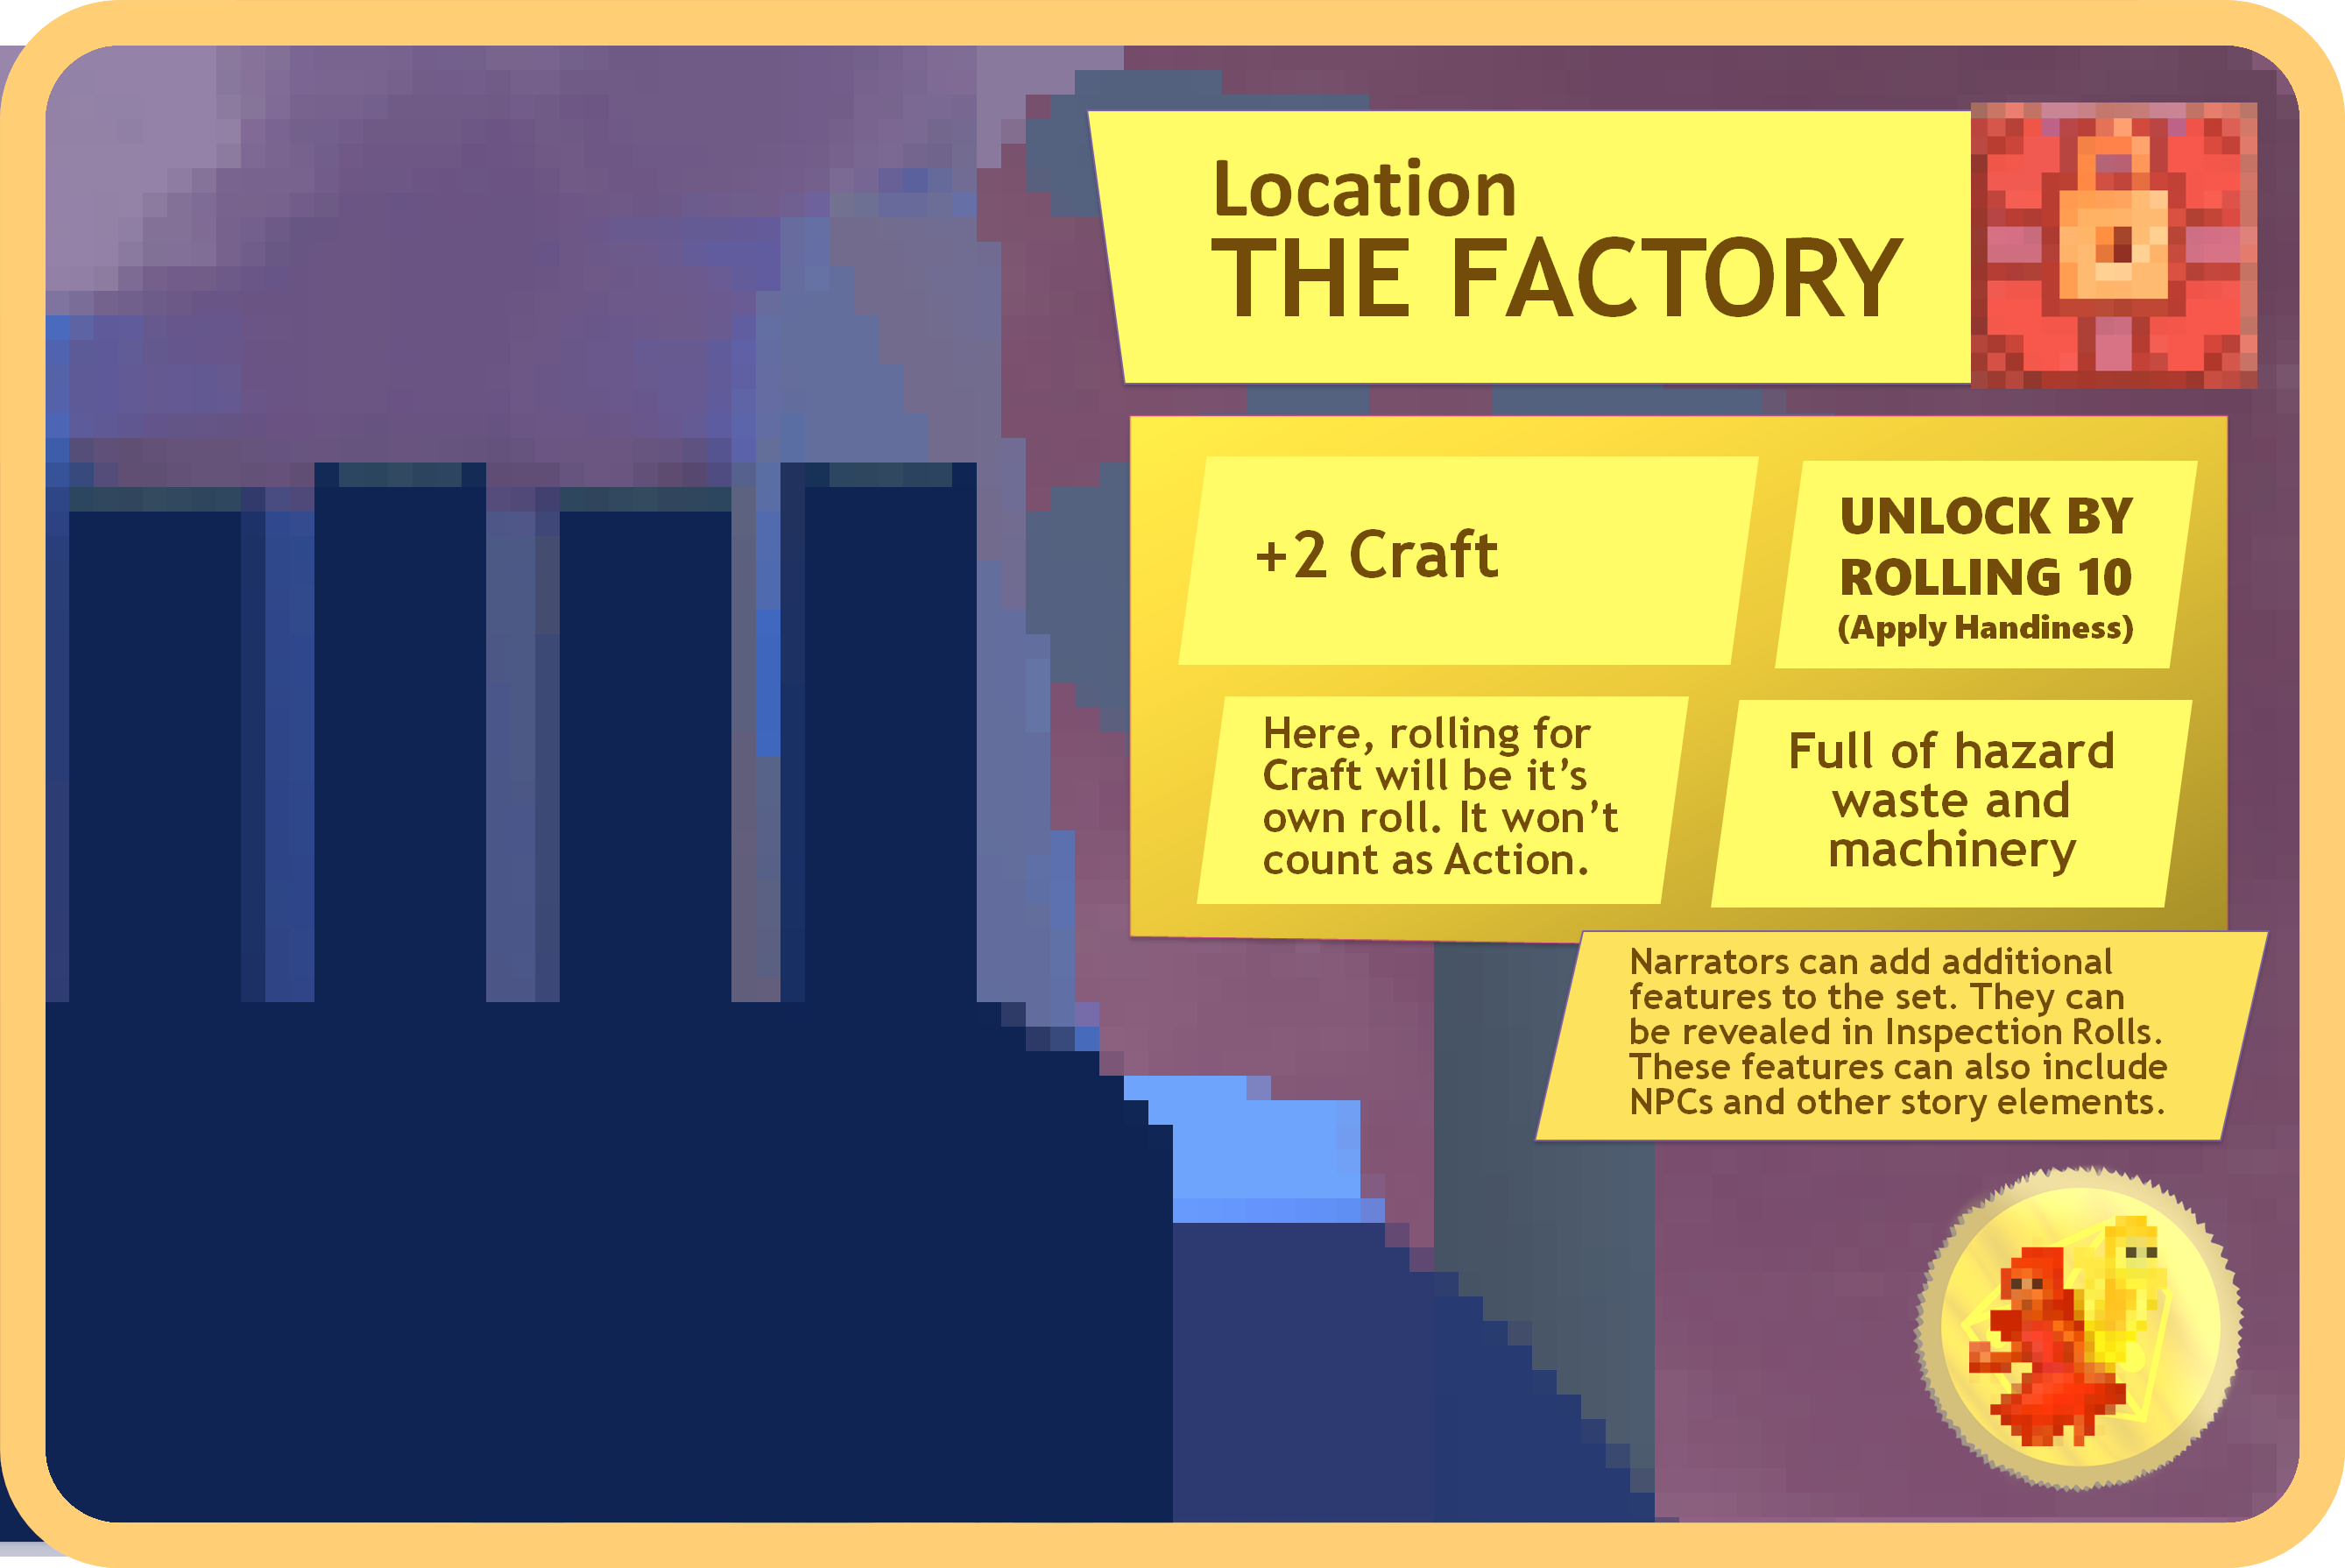 Location
THE FACTORY
+2 Craft
UNLOCK BY
ROLLING 10
(Apply Handiness)
Here, rolling for
Craft will be it’s
own roll. It won’t
count as Action.
Full of hazard
waste and
machinery
Narrators can add additional
features to the set. They can
be revealed in Inspection Rolls.
These features can also include
NPCs and other story elements.